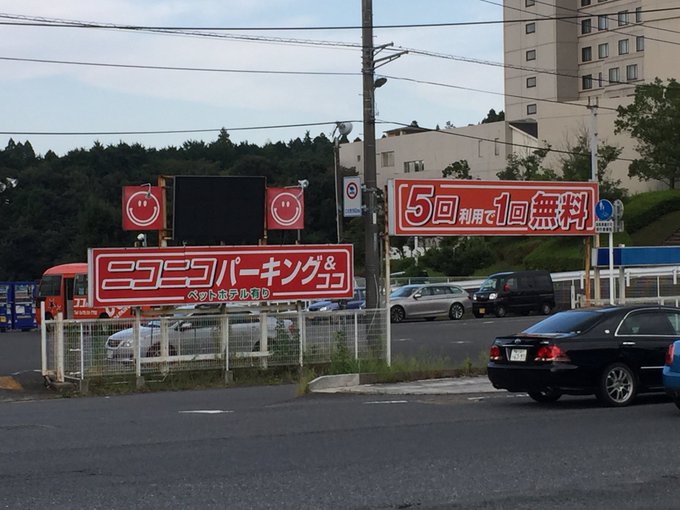 5回利用で1回無料
ニコニコパーキング&ココ
ペットホテル有り